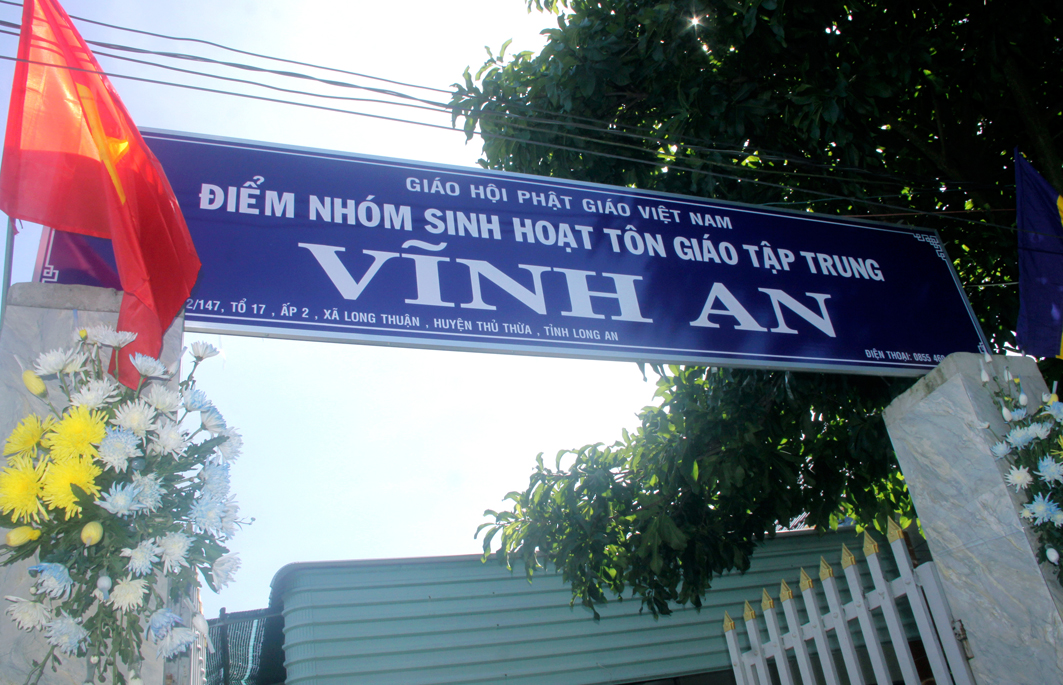 GIÁO HỘI PHẬT GIÁO VIỆT NAM
ĐIỂM NHÓM SINH HOẠT TÔN GIÁO TẬP TRUNG
VĨNH AN
2/147, TỔ 17 , ẤP 2 , XÃ LONG THUẬN , HUYỆN THỦ THỪA , TỈNH LONG AN
ĐIỆN THOẠI: 0855